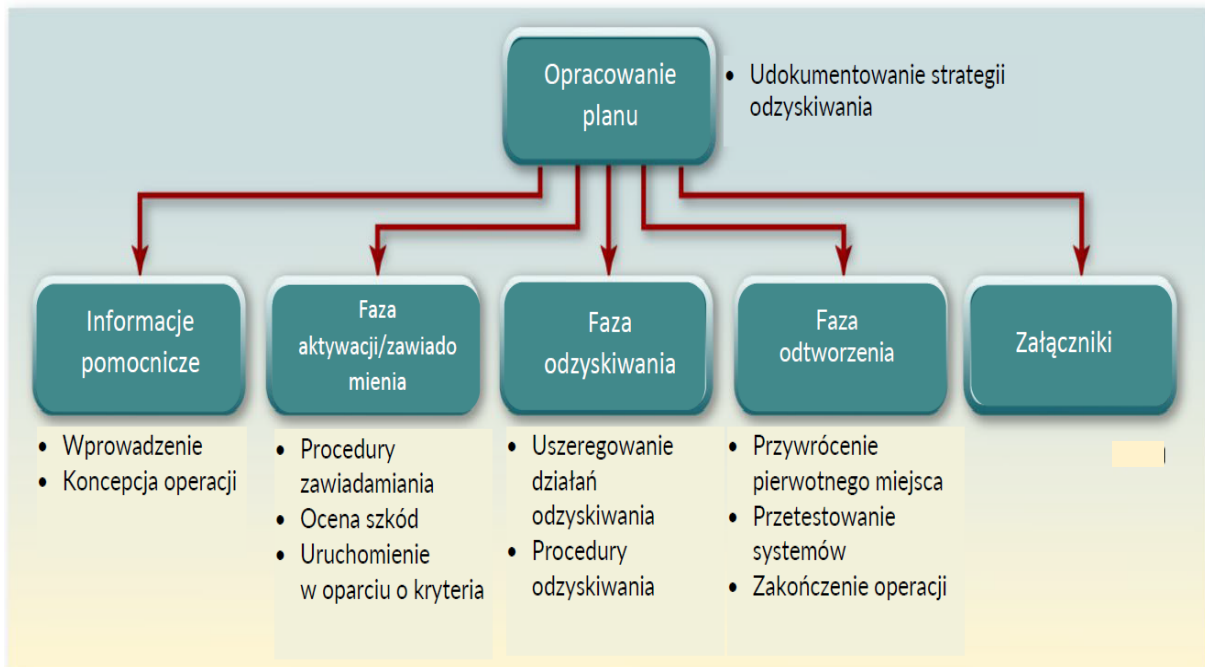 Opracowanie
planu
• Udokumentowanie strategii
odzyskiwania
Informacje
pomocnicze
• Wprowadzenie
• Koncepcja operacji
Faza
aktywacji/zawiado
mienia
• Procedury
zawiadamiania
• Ocena szkód
• Uruchomienie
w oparciu o kryteria
Faza
odzyskiwania
• Uszeregowanie
działań
odzyskiwania
• Procedury
odzyskiwania
Faza
odtworzenia
• Przywrócenie
pierwotnego miejsca
• Przetestowanie
systemów
• Zakończenie operacji
Załączniki